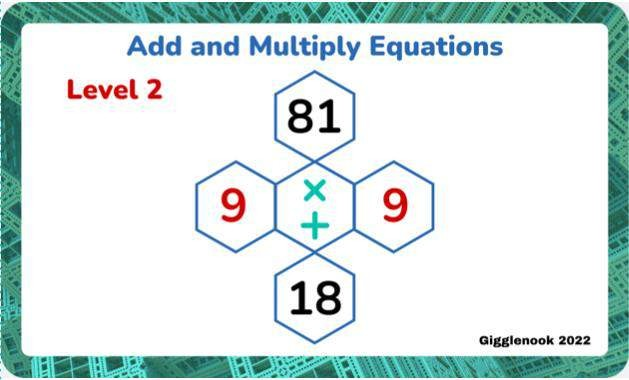 Add and Multiply Equations
Level 2
81
9 × 9
+
18
Gigglenook 2022